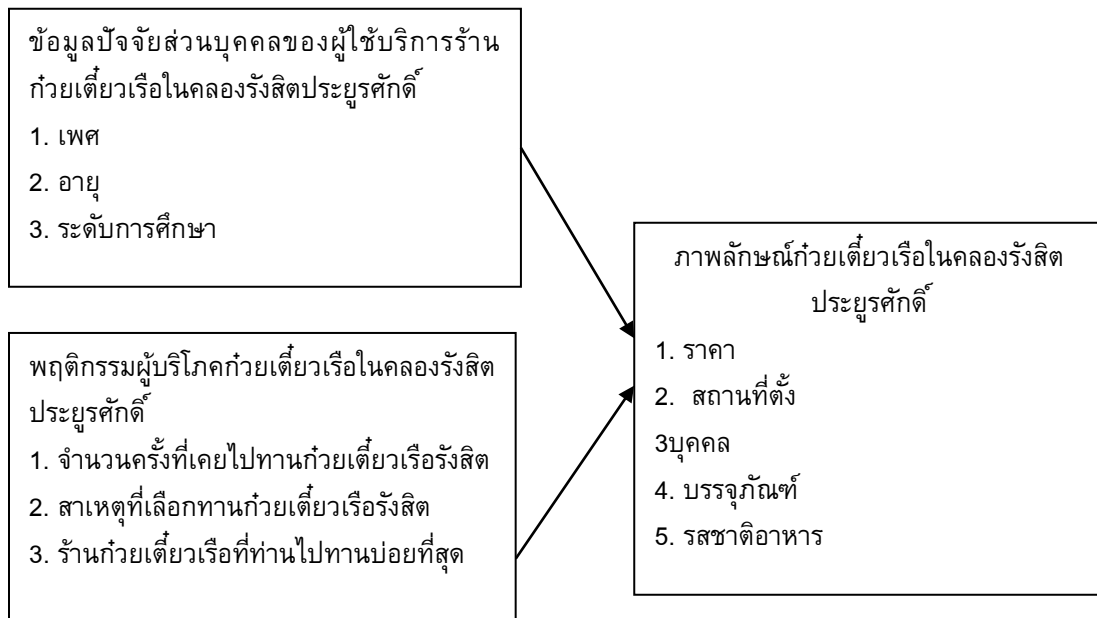 ข้อมูลปัจจัยส่วนบุคคลของผู้ใช้บริการร้าน
ก๋วยเตี๋ยวเรือในคลองรังสิตประยูรศักดิ์
1. เพศ
2. อายุ
3. ระดับการศึกษา
พฤติกรรมผู้บริโภคก๋วยเตี๋ยวเรือในคลองรังสิต
ประยูรศักดิ์
1. จำนวนครั้งที่เคยไปทานก๋วยเตี๋ยวเรือรังสิต
2. สาเหตุที่เลือกทานก๋วยเตี๋ยวเรือรังสิต
3. ร้านก๋วยเตี๋ยวเรือที่ท่านไปทานบ่อยที่สุด
ภาพลักษณ์ก๋วยเตี๋ยวเรือในคลองรังสิต
ประยูรศักดิ์
1. ราคา
2. สถานที่ตั้ง
3บุคคล
4. บรรจุภัณฑ์
5. รสชาติอาหาร